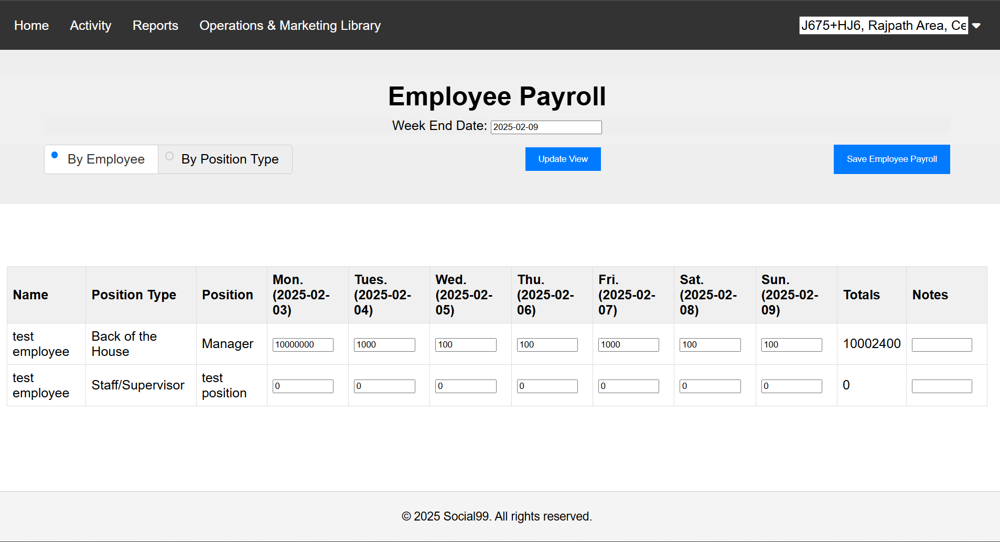 Home Activity Reports Operations & Marketing Library J675+HJ6, Rajpath Area, Ce
Employee Payroll
Week End Date: 2025-02-09
By Employee By Position Type Update View Save Employee Payroll
Name Position Type Position Mon. (2025-02-03) Tues. (2025-02-04) Wed. (2025-02-05) Thu. (2025-02-06) Fri. (2025-02-07) Sat. (2025-02-08) Sun. (2025-02-09) Totals Notes
test employee Back of the House Manager 10000000 1000 100 100 1000 100 100 10002400
test employee Staff/Supervisor test position 0 0 0 0 0 0 0 0
© 2025 Social99. All rights reserved.